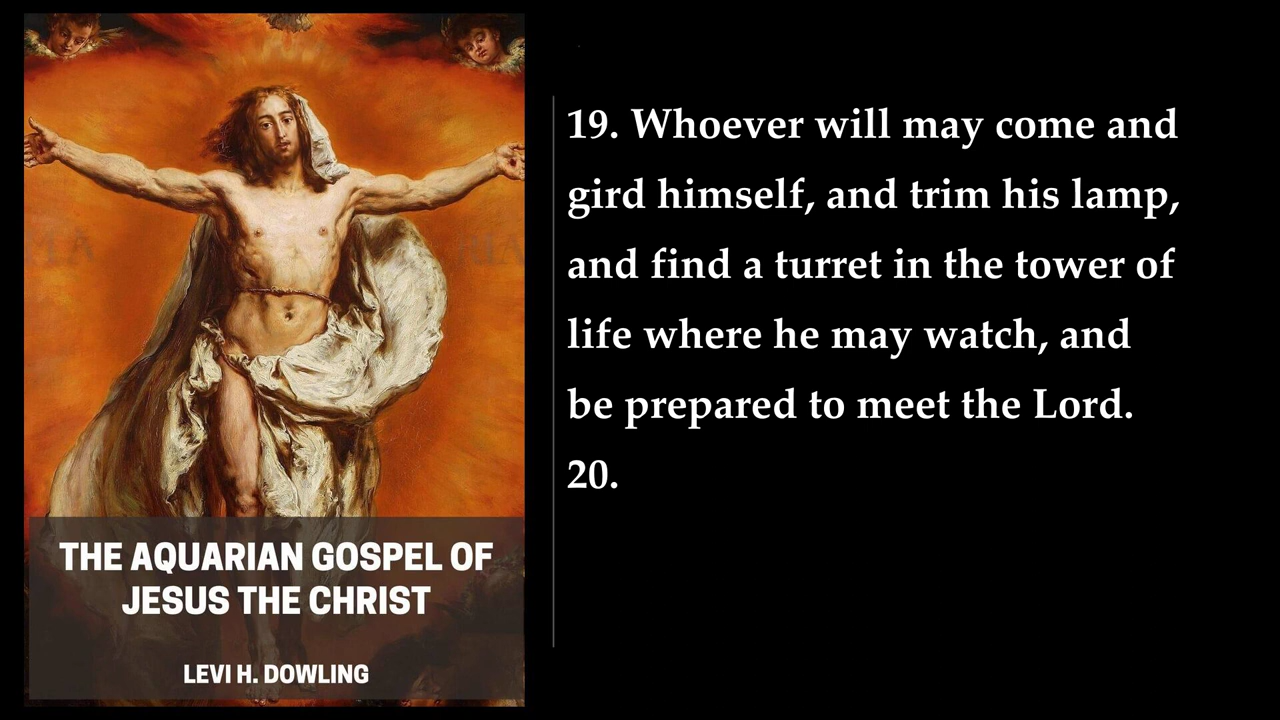 THE AQUARIAN GOSPEL OF
JESUS THE CHRIST
LEVI H. DOWLING
19. Whoever will may come and
gird himself, and trim his lamp,
and find a turret in the tower of
life where he may watch, and
be prepared to meet the Lord.
20.